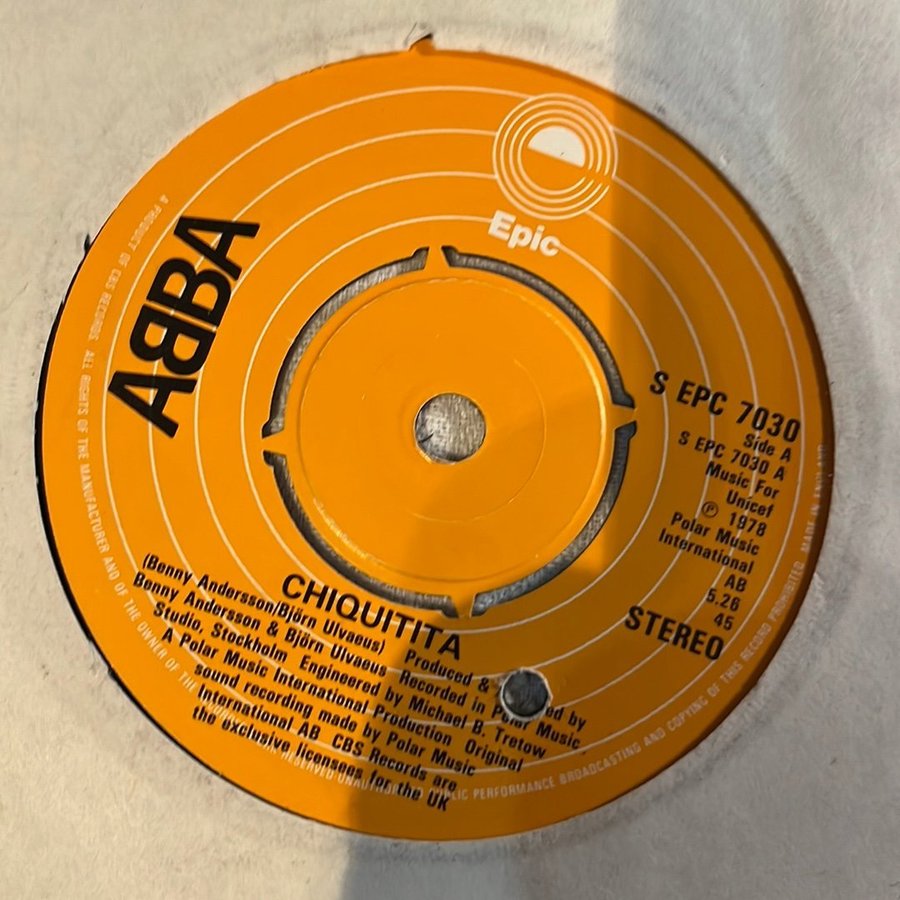 Epic
ABBA
S EPC 7030
Side A
S EPC 7030 A
Music For
Unicef
℗ 1978
Polar Music
International
AB
5.26
45
STEREO
CHIQUITITA
(Benny Andersson/Björn Ulvaeus) Produced &
Benny Anderson & Björn Ulvaeus Recorded in Polar Music
Studio, Stockholm, Engineered by Michael B. Tretow
A Polar Music International Production Original
sound recording made by Polar Music
International AB CBS Records are
the exclusive licensees for the UK
A PRODUCT OF CBS RECORDS. ALL RIGHTS OF THE MANUFACTURER AND OF THE OWNER OF THE RESERVED PUBLIC PERFORMANCE BROADCASTING AND COPYING OF THIS RECORD PROHIBITED. MADE IN ENGLAND